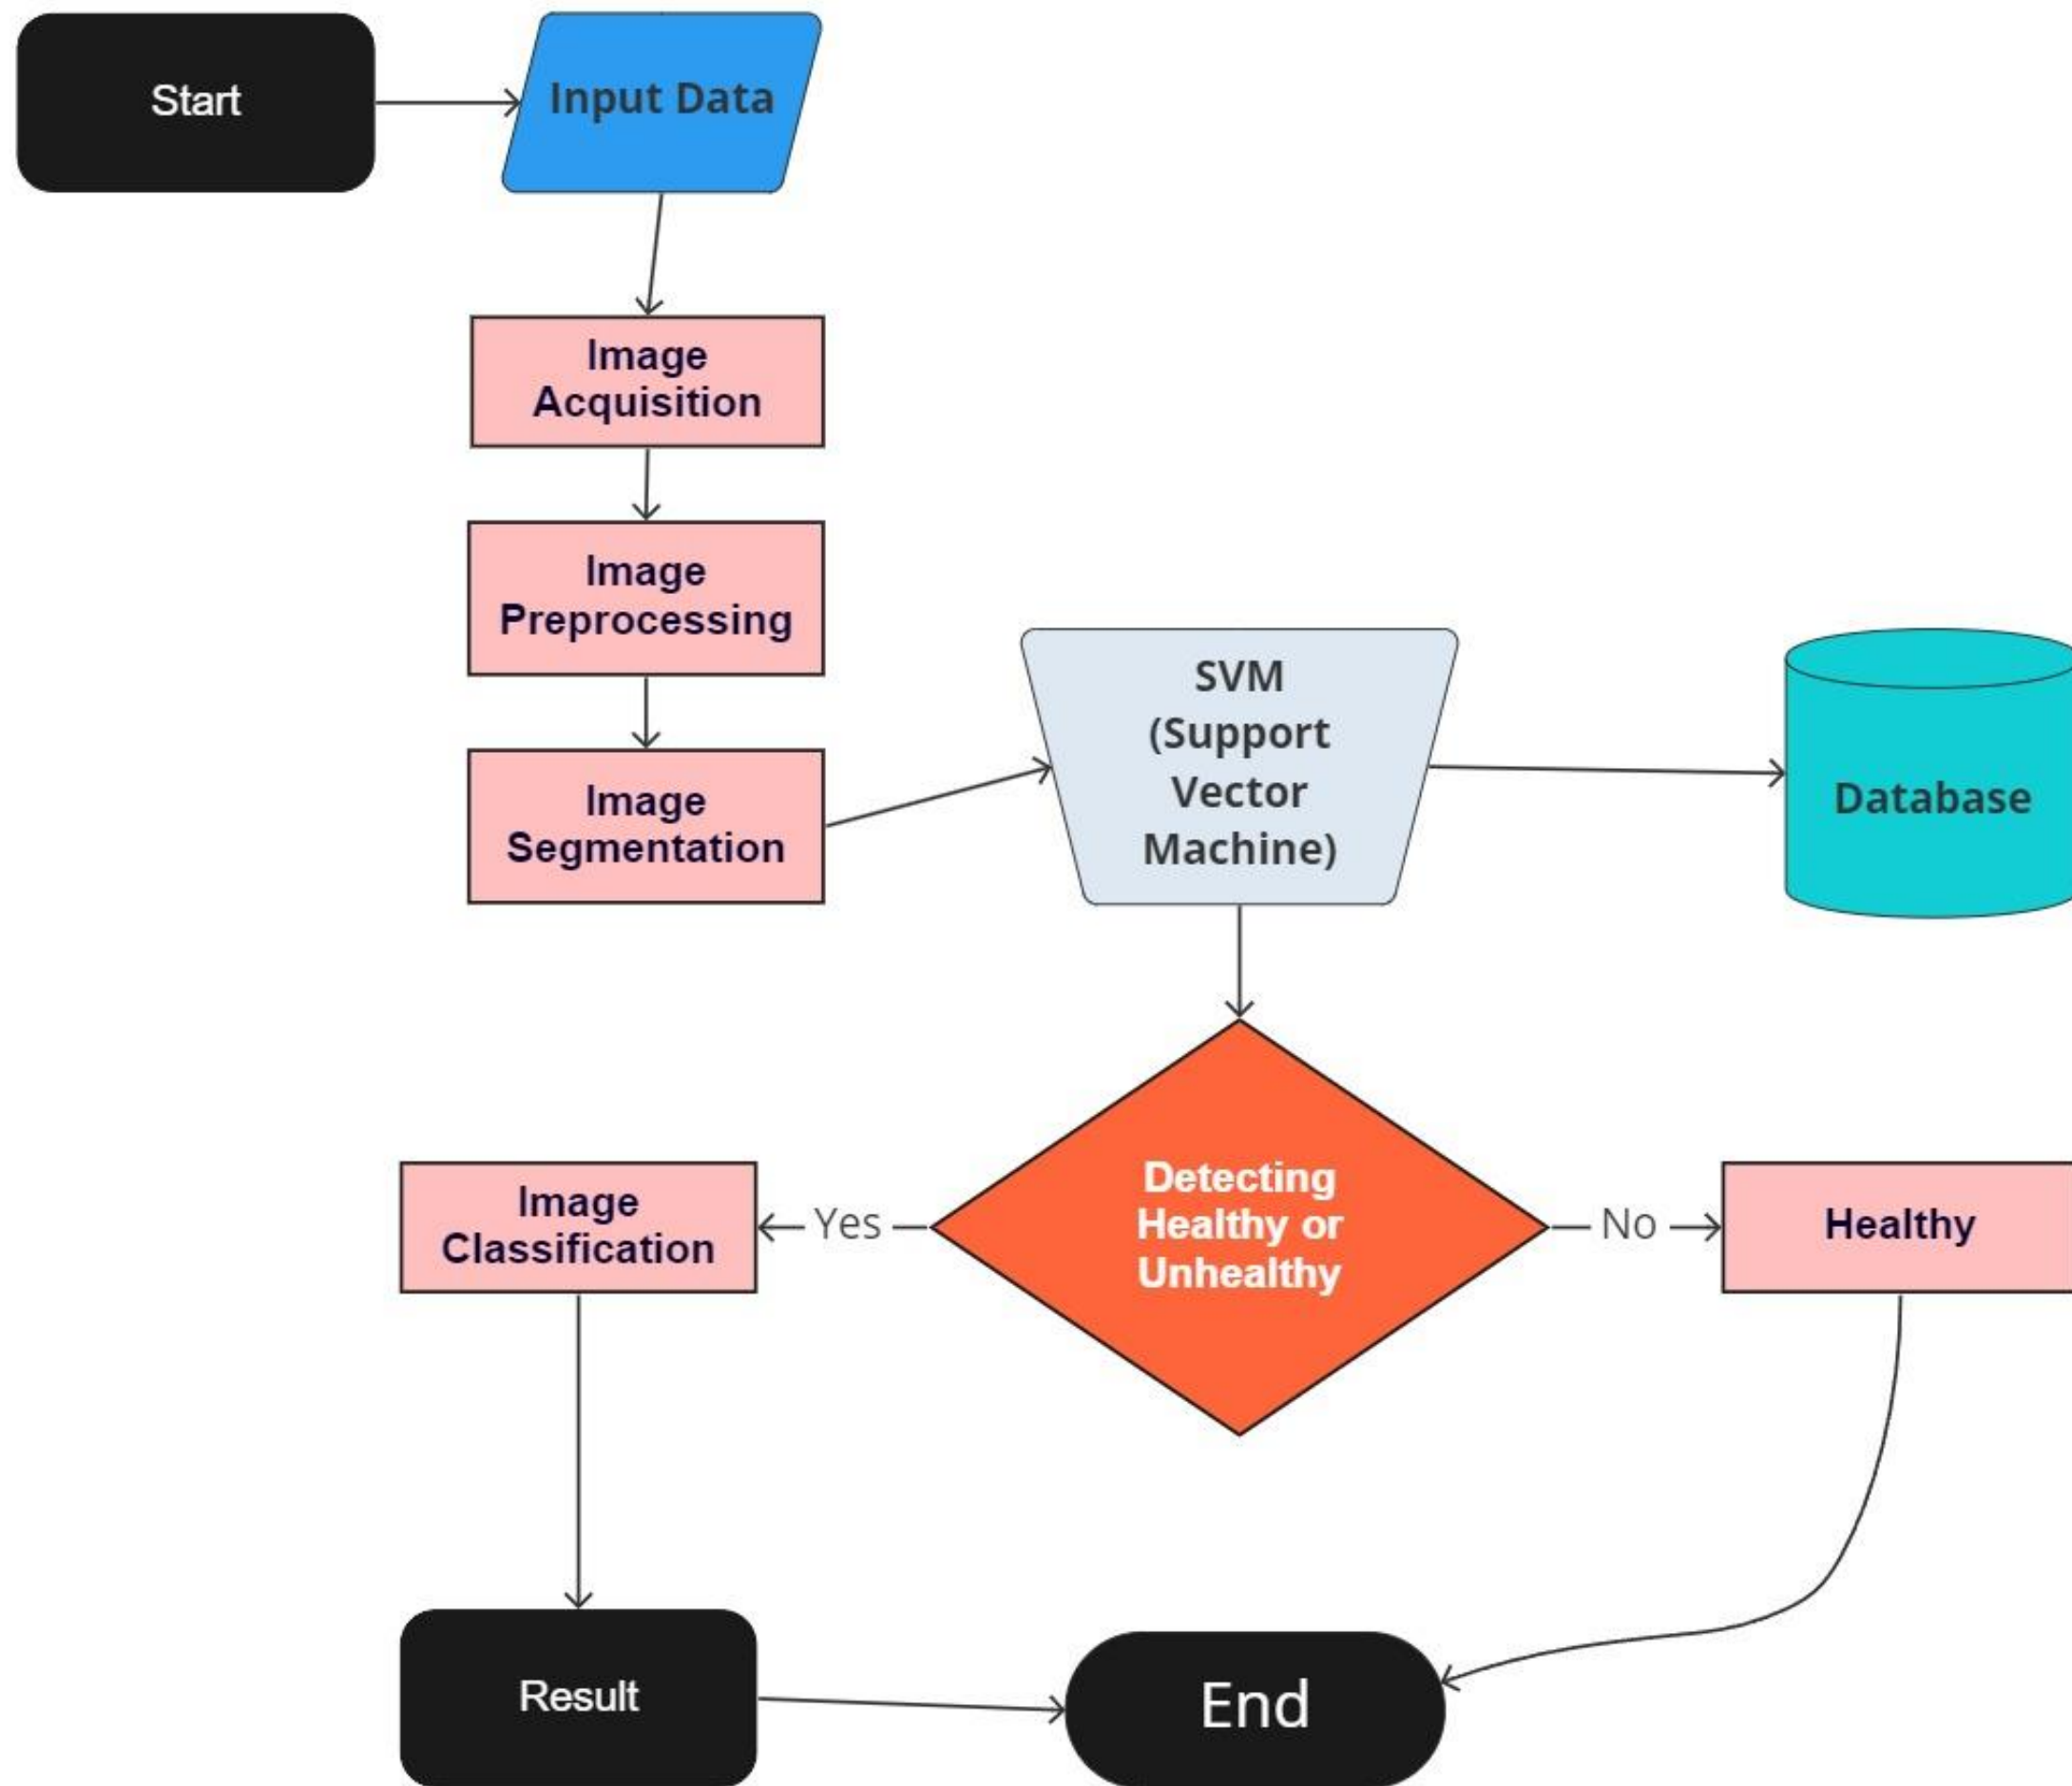 Start
Input Data
Image
Acquisition
Image
Preprocessing
Image
Segmentation
SVM
(Support
Vector
Machine)
Database
Detecting
Healthy or
Unhealthy
Yes
No
Image
Classification
Healthy
Result
End